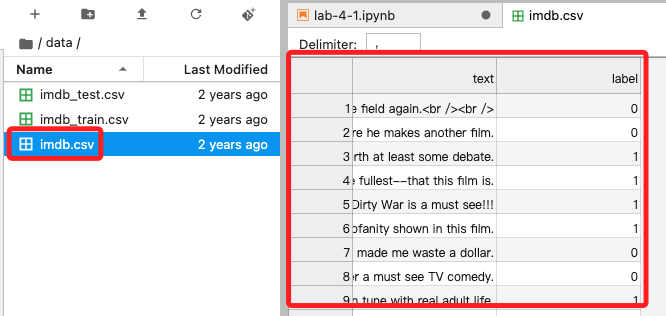 lab-4-1.ipynb
imdb.csv
/ data /
Delimiter: ,
Name Last Modified
imdb_test.csv 2 years ago
imdb_train.csv 2 years ago
imdb.csv 2 years ago
text label
1 e field again.<br /><br /> 0
2 re he makes another film. 0
3 rth at least some debate. 1
4 e fullest––that this film is. 1
5 Dirty War is a must see!!! 1
6 ofanity shown in this film. 1
7 made me waste a dollar. 0
8 er a must see TV comedy. 0
9 n tune with real adult life. 1